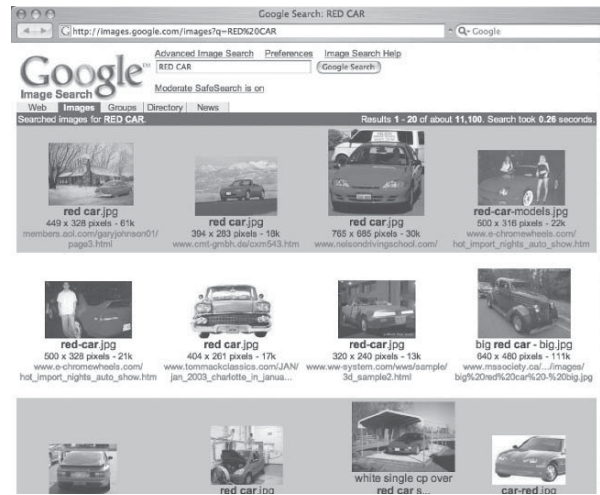 Google Search: RED CAR
http://images.google.com/images?q=RED%20CAR
Q- Google
Google™
Image Search
Advanced Image Search Preferences Image Search Help
RED CAR
Google Search
Moderate SafeSearch is on
Web Images Groups Directory News
Searched images for RED CAR. Results 1 - 20 of about 11,100. Search took 0.26 seconds.
red car.jpg
449 x 328 pixels - 61k
members.aol.com/garyjohnson01/
page3.html
red car.jpg
394 x 283 pixels - 18k
www.cmt-gmbh.de/cxm543.htm
red car.jpg
765 x 685 pixels - 30k
www.nelsondrivingschool.com/
red-car-models.jpg
500 x 316 pixels - 22k
www.e-chromewheels.com/
hot_import_nights_auto_show.htm
red-car.jpg
500 x 328 pixels - 21k
www.e-chromewheels.com/
hot_import_nights_auto_show.htm
red-car.jpg
404 x 261 pixels - 17k
www.tommackclassics.com/JAN/
jan_2003_charlotte_in_janua...
red-car.jpg
320 x 240 pixels - 13k
www.ww-system.com/wws/sample/
3d_sample2.html
big red car - big.jpg
640 x 480 pixels - 111k
www.mssociety.ca/.../images/
big%20red%20car%20-%20big.jpg
red car.jpg
white single cp over
red car s...
car-red.jpg